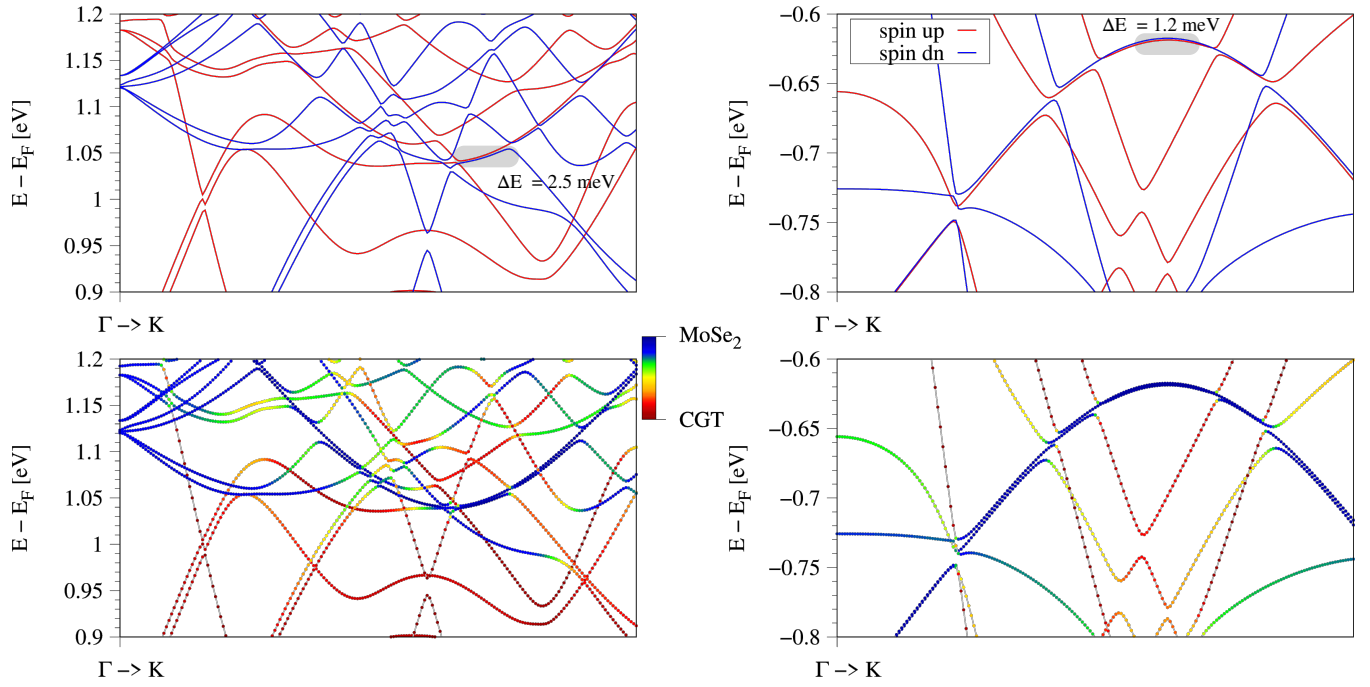 1.2
1.15
1.1
1.05
1
0.95
0.9
E − E_F [eV]
ΔE = 2.5 meV
Γ −> K
−0.6
−0.65
−0.7
−0.75
−0.8
E − E_F [eV]
spin up
spin dn
ΔE = 1.2 meV
Γ −> K
MoSe₂
CGT
1.2
1.15
1.1
1.05
1
0.95
0.9
E − E_F [eV]
Γ −> K
−0.6
−0.65
−0.7
−0.75
−0.8
E − E_F [eV]
Γ −> K